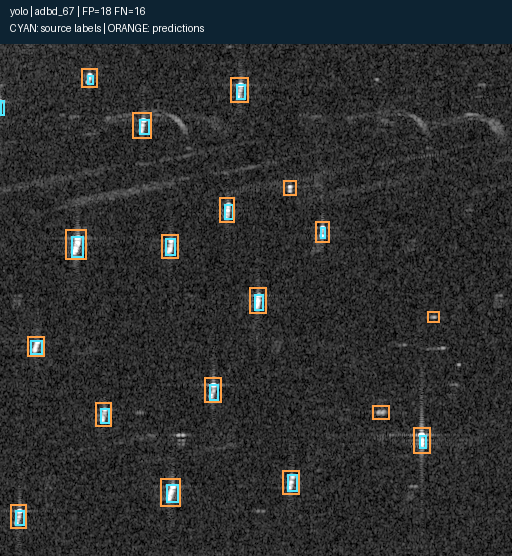 yolo | adbd_67 | FP=18 FN=16
CYAN: source labels | ORANGE: predictions